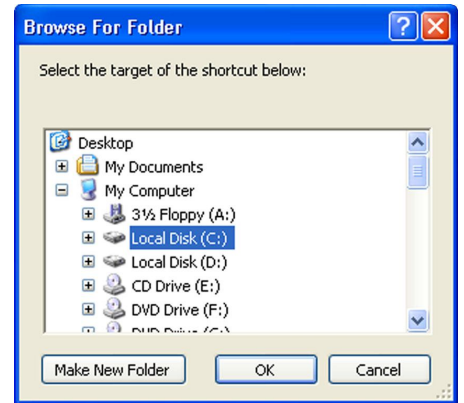 Browse For Folder
Select the target of the shortcut below:
Desktop
My Documents
My Computer
3½ Floppy (A:)
Local Disk (C:)
Local Disk (D:)
CD Drive (E:)
DVD Drive (F:)
Make New Folder
OK
Cancel